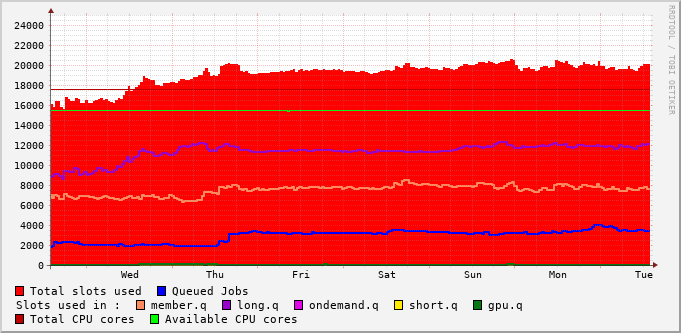 24000
22000
20000
18000
16000
14000
12000
10000
8000
6000
4000
2000
0
Wed Thu Fri Sat Sun Mon Tue
Total slots used Queued Jobs
Slots used in : member.q long.q ondemand.q short.q gpu.q
Total CPU cores Available CPU cores
RRDTOOL / TOBI OETIKER